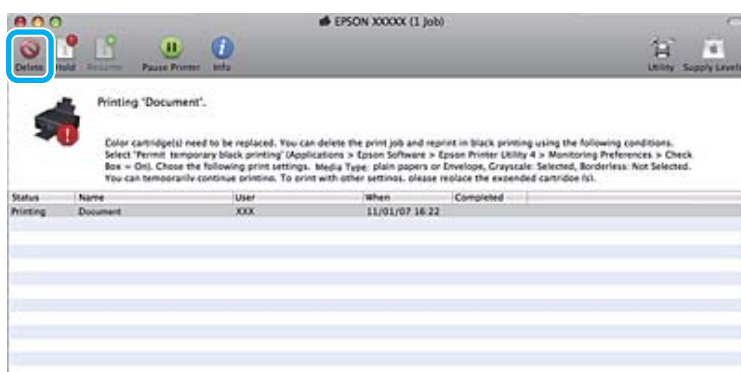 EPSON XXXXX (1 Job)
Delete Hold Resume Pause Printer Info Utility Supply Levels
Printing "Document".
Color cartridge(s) need to be replaced. You can delete the print job and reprint in black printing using the following conditions.
Select "Permit temporary black printing" (Applications > Epson Software > Epson Printer Utility 4 > Monitoring Preferences > Check
Box = On). Chose the following print settings. Media Type: plain papers or Envelope, Grayscale: Selected, Borderless: Not Selected.
You can temporarily continue printing. To print with other settings, please replace the expended cartridge (s).
Status Name User When Completed
Printing Document XXX 11/01/07 16:22